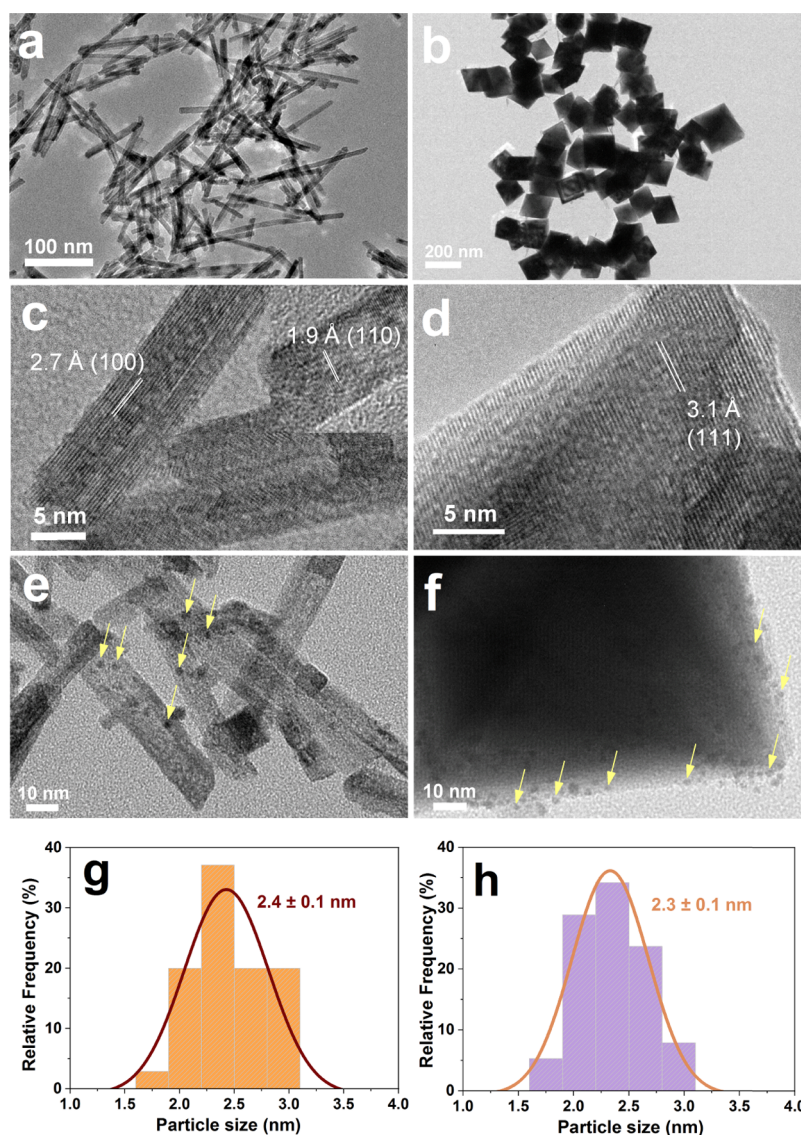 a
100 nm
b
200 nm
c
2.7 Å (100)
1.9 Å (110)
5 nm
d
3.1 Å
(111)
5 nm
e
10 nm
f
10 nm
g
2.4 ± 0.1 nm
Relative Frequency (%)
40
30
20
10
0
1.0 1.5 2.0 2.5 3.0 3.5 4.0
Particle size (nm)
h
2.3 ± 0.1 nm
Relative Frequency (%)
40
30
20
10
0
1.0 1.5 2.0 2.5 3.0 3.5 4.0
Particle size (nm)